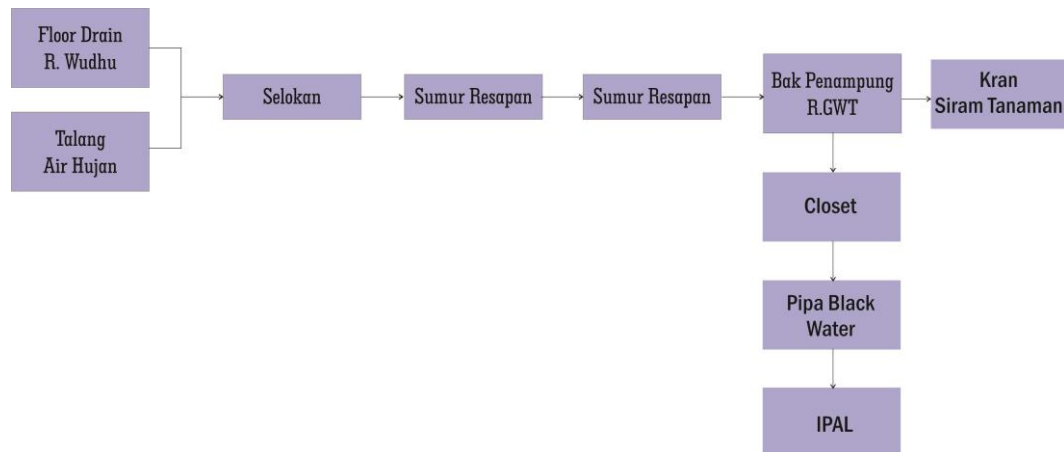 Floor Drain
R. Wudhu
Talang
Air Hujan
Selokan
Sumur Resapan
Sumur Resapan
Bak Penampung
R.GWT
Kran
Siram Tanaman
Closet
Pipa Black
Water
IPAL